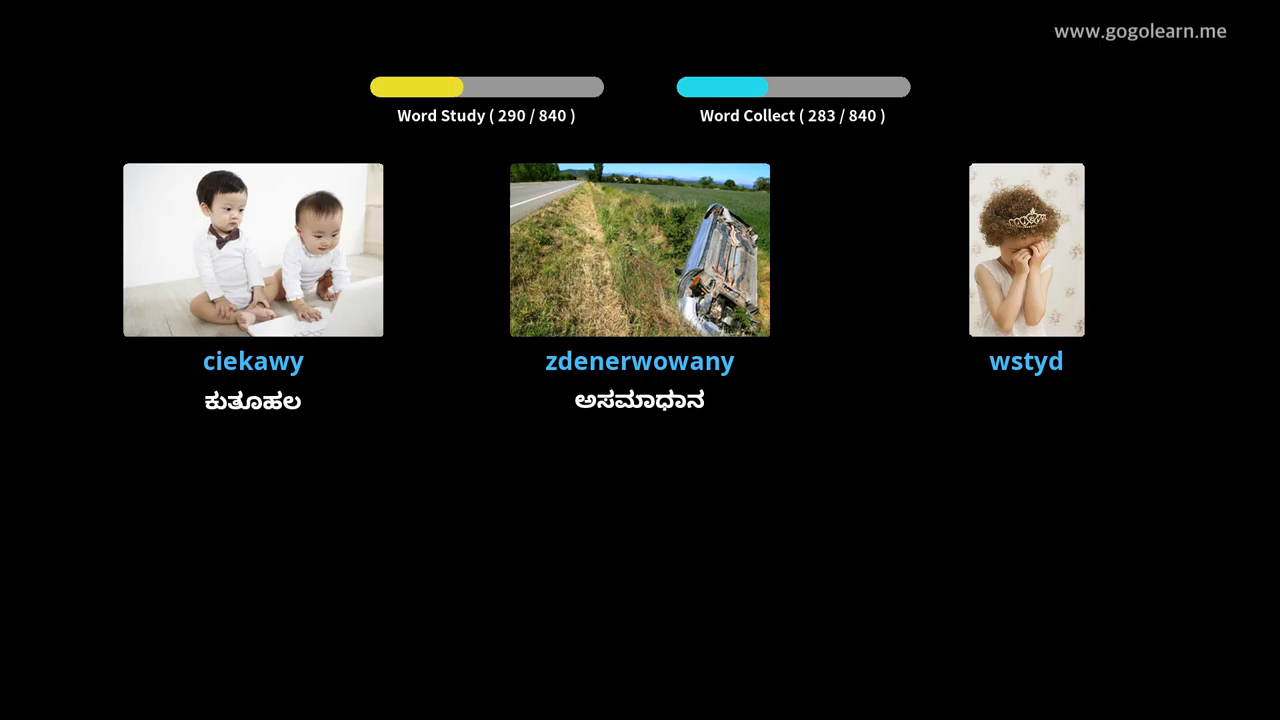 www.gogolearn.me
Word Study ( 290 / 840 )
Word Collect ( 283 / 840 )
ciekawy
ಕುತೂಹಲ
zdenerwowany
ಅಸಮಾಧಾನ
wstyd